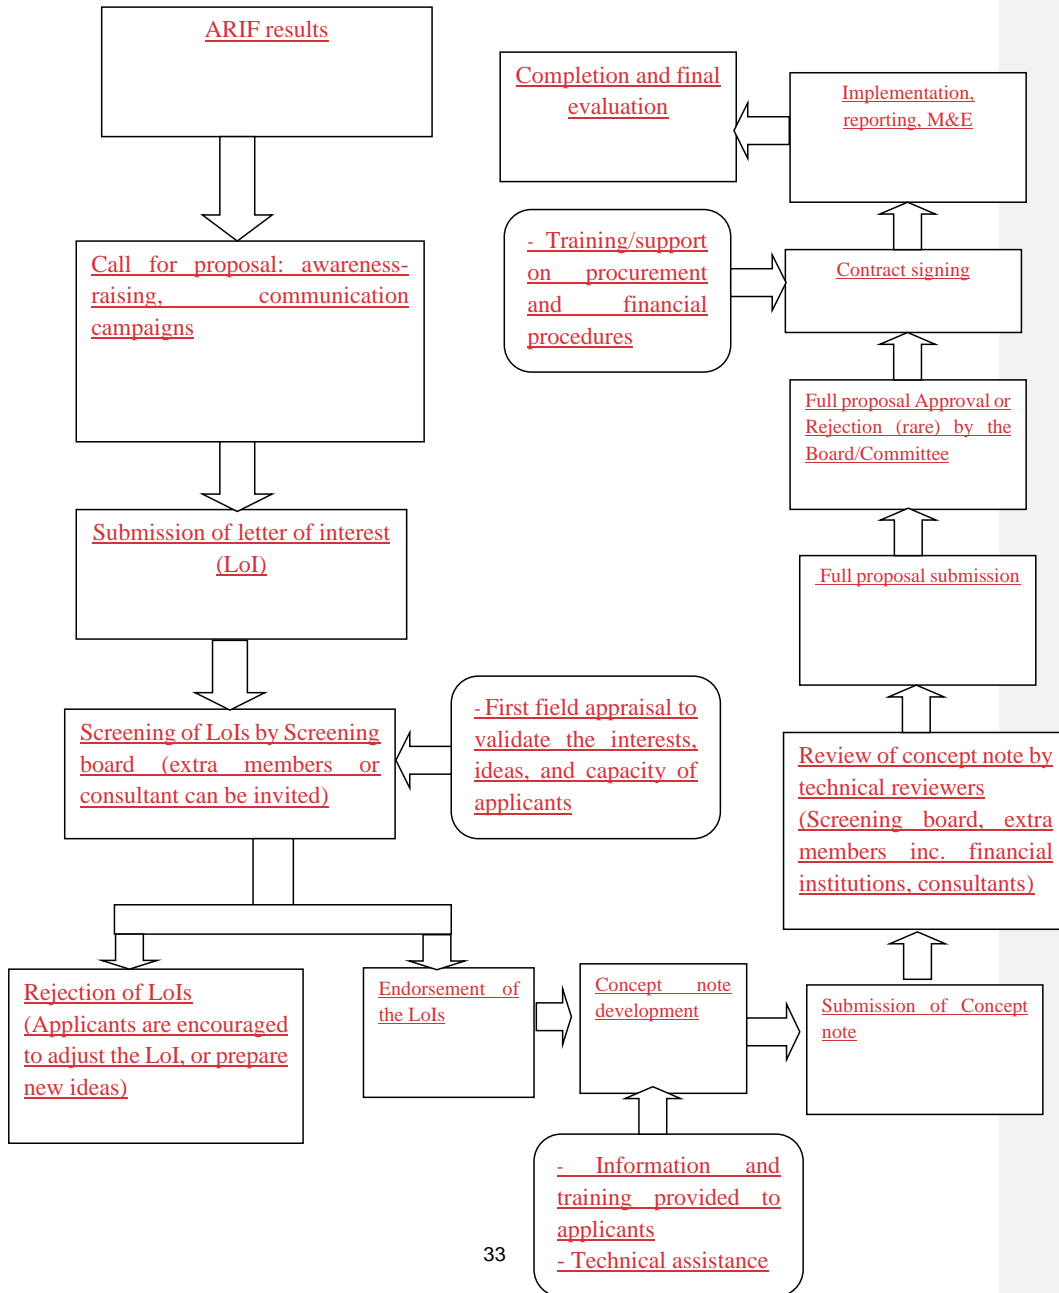 ARIF results
Call for proposal: awareness-
raising, communication
campaigns
Submission of letter of interest
(LoI)
Screening of LoIs by Screening
board (extra members or
consultant can be invited)
- First field appraisal to
validate the interests,
ideas, and capacity of
applicants
Rejection of LoIs
(Applicants are encouraged
to adjust the LoI, or prepare
new ideas)
Endorsement of
the LoIs
Concept note
development
- Information and
training provided to
applicants
- Technical assistance
Submission of Concept
note
Review of concept note by
technical reviewers
(Screening board, extra
members inc. financial
institutions, consultants)
Full proposal submission
Full proposal Approval or
Rejection (rare) by the
Board/Committee
Contract signing
- Training/support
on procurement
and financial
procedures
Implementation,
reporting, M&E
Completion and final
evaluation
33